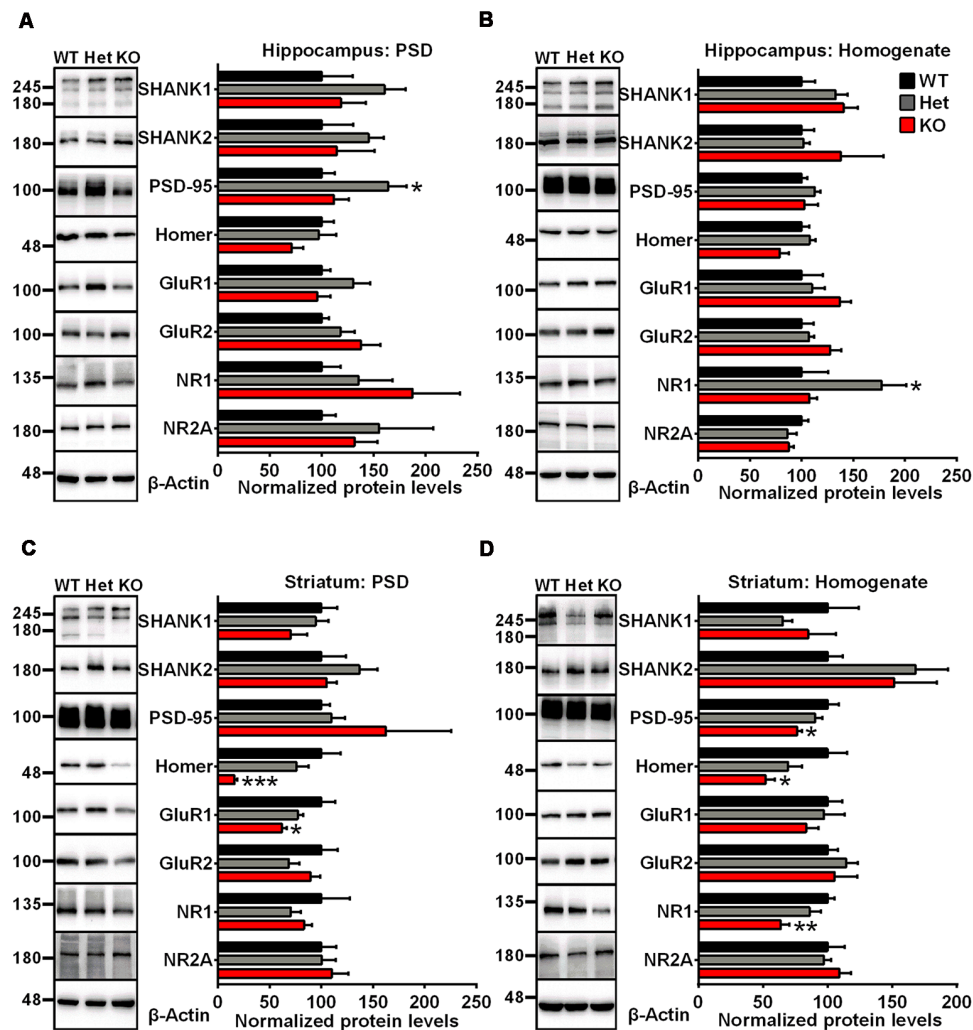 A
WT Het KO
Hippocampus: PSD
245
180
SHANK1
180
SHANK2
100
PSD-95
*
48
Homer
100
GluR1
100
GluR2
135
NR1
180
NR2A
48
β-Actin
0 50 100 150 200 250
Normalized protein levels
B
WT Het KO
Hippocampus: Homogenate
WT
Het
KO
245
180
SHANK1
180
SHANK2
100
PSD-95
48
Homer
100
GluR1
100
GluR2
135
NR1
*
180
NR2A
48
β-Actin
0 50 100 150 200 250
Normalized protein levels
C
WT Het KO
Striatum: PSD
245
180
SHANK1
180
SHANK2
100
PSD-95
48
Homer
***
100
GluR1
*
100
GluR2
135
NR1
180
NR2A
48
β-Actin
0 50 100 150 200 250
Normalized protein levels
D
WT Het KO
Striatum: Homogenate
245
180
SHANK1
180
SHANK2
100
PSD-95
*
48
Homer
*
100
GluR1
100
GluR2
135
NR1
**
180
NR2A
48
β-Actin
0 50 100 150 200
Normalized protein levels